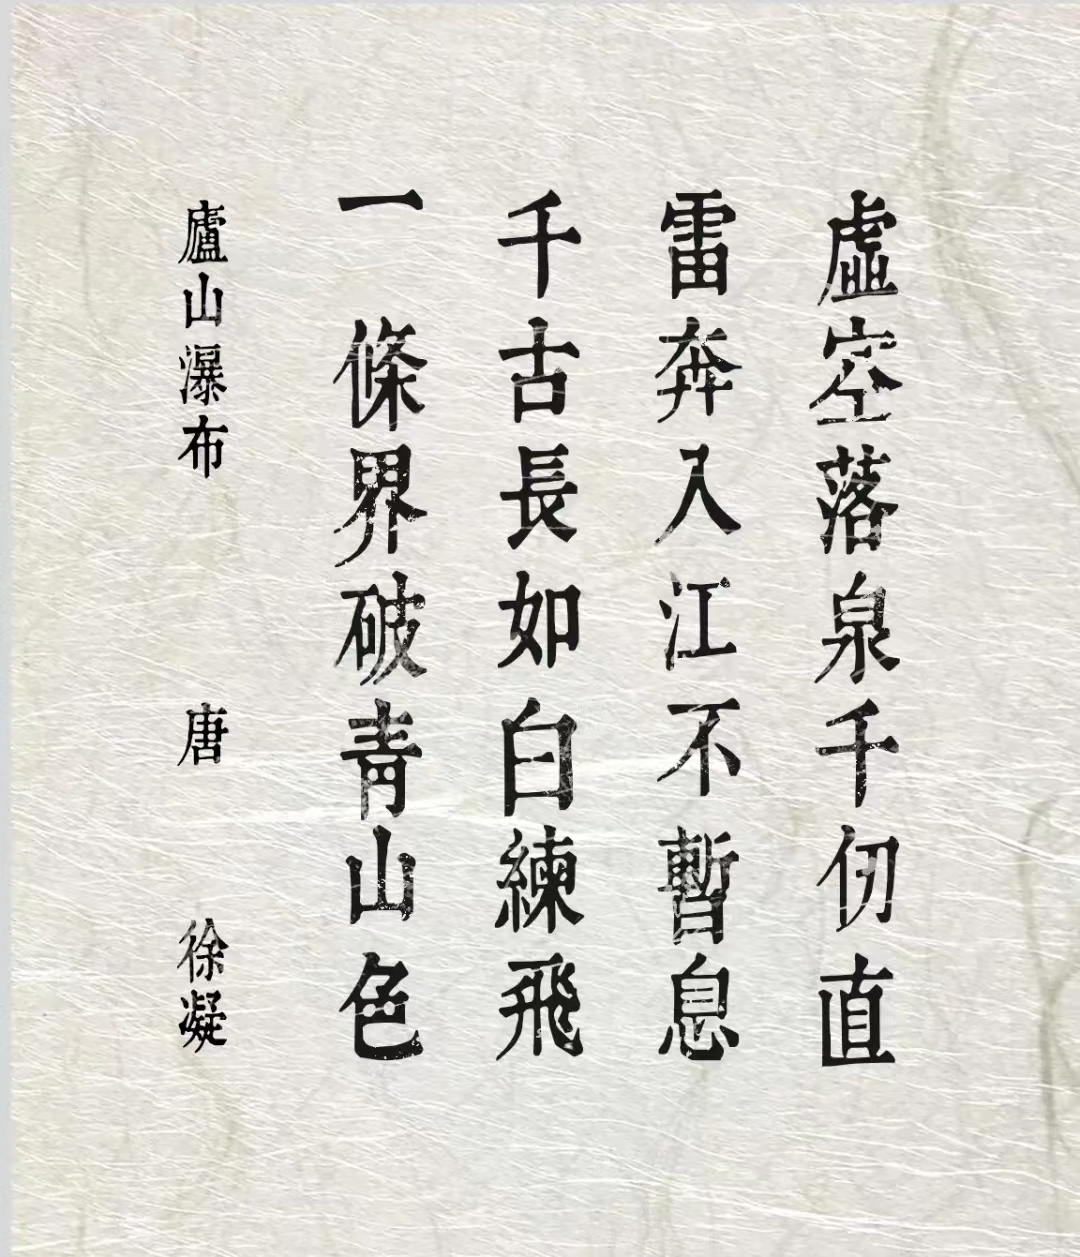 虛空落泉千仞直
雷奔入江不暫息
千古長如白練飛
一條界破青山色
廬山瀑布 唐 徐凝